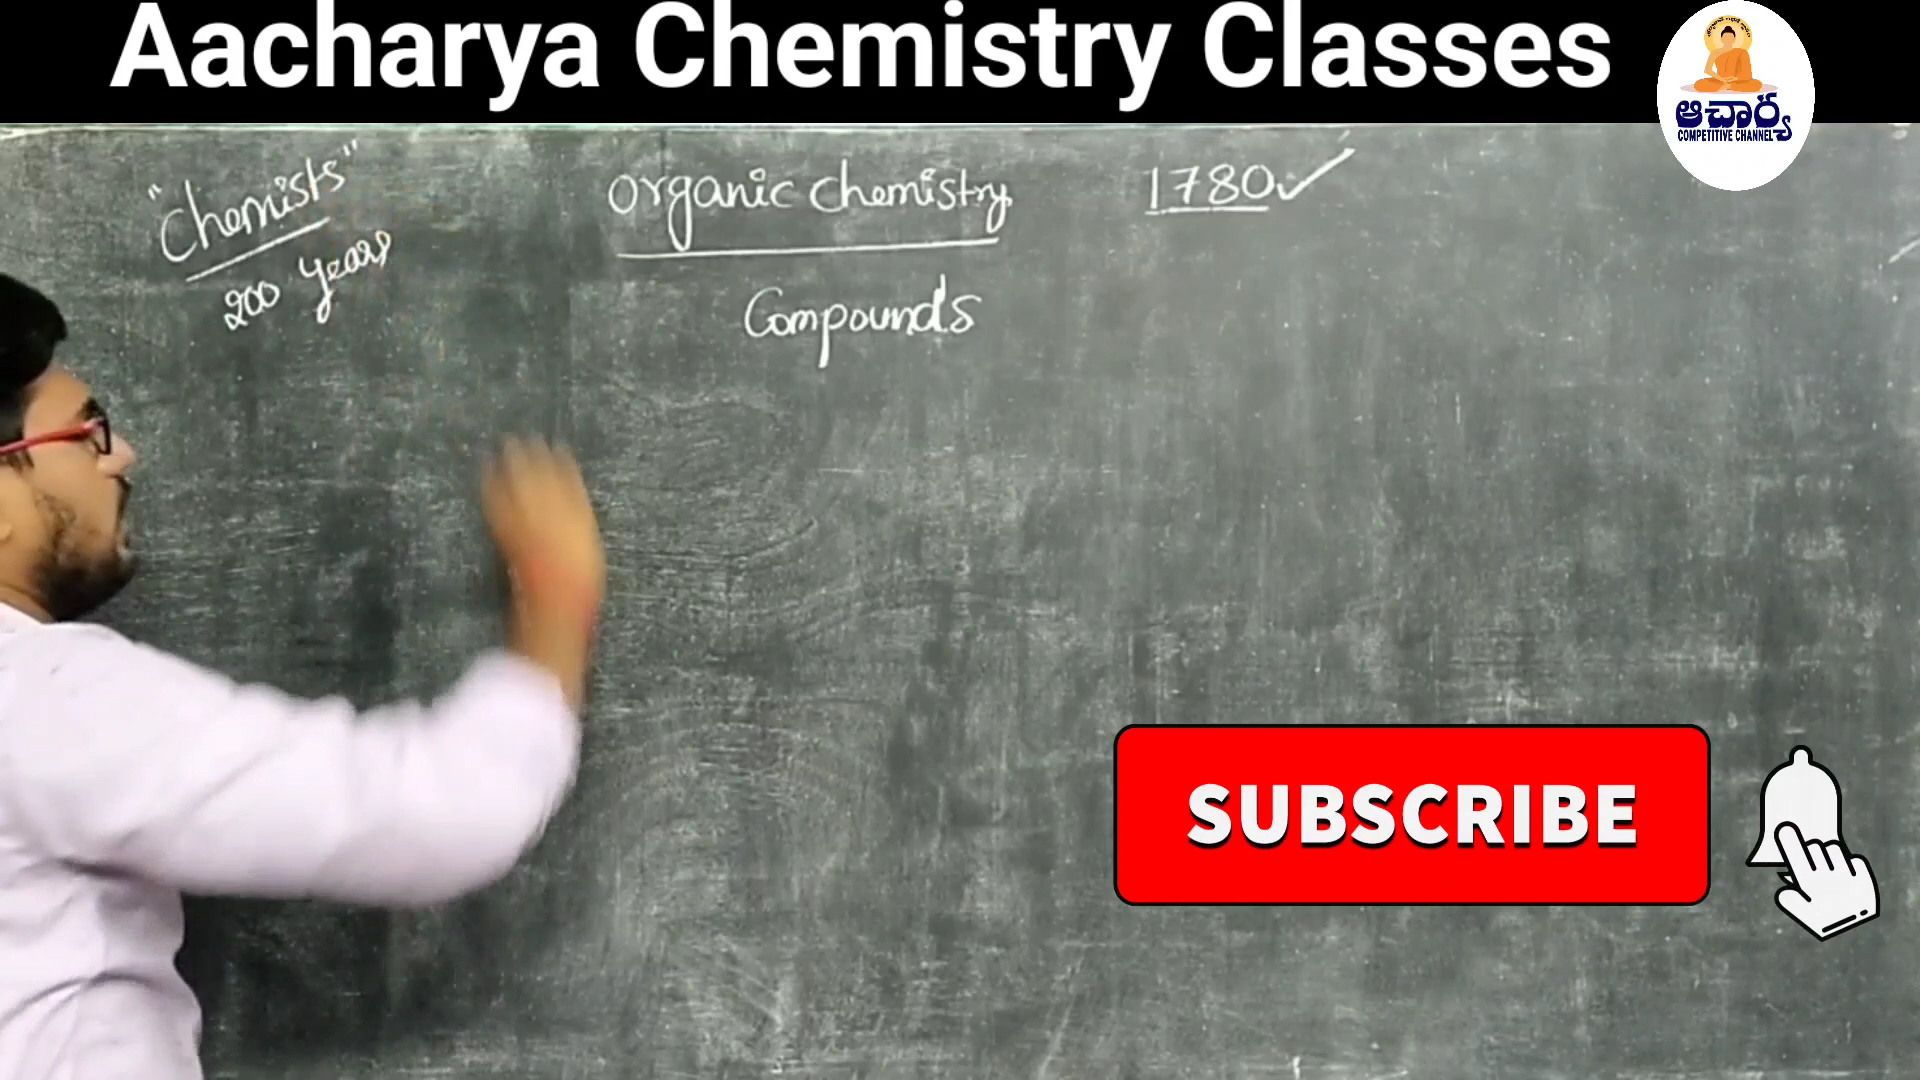 Aacharya Chemistry Classes
ಆಚಾರ್ಯ
COMPETITIVE CHANNEL
"Chemists"
200 Years
Organic Chemistry
1780✓
Compounds
SUBSCRIBE